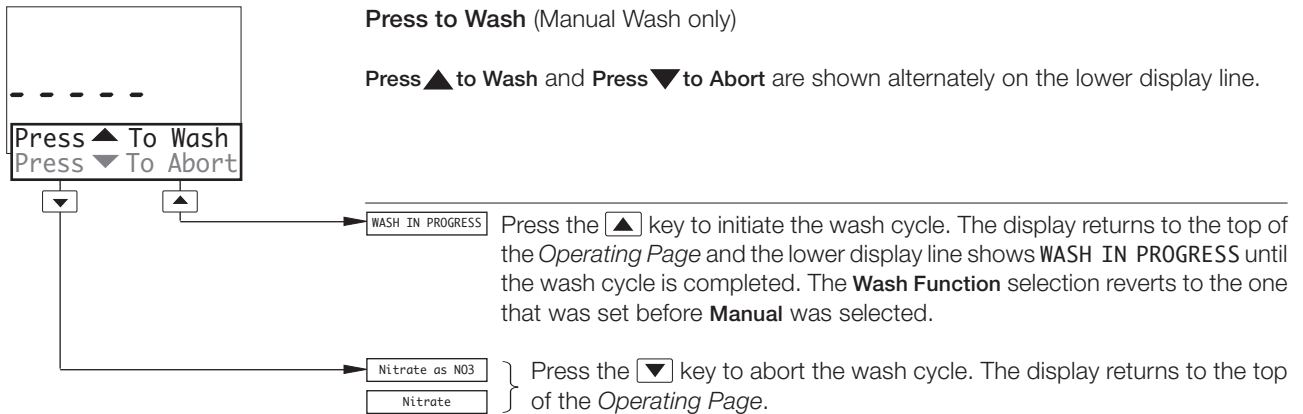 Press to Wash (Manual Wash only)
Press ▲ to Wash and Press ▼ to Abort are shown alternately on the lower display line.
- - - - -
Press ▲ To Wash
Press ▼ To Abort
▼ ▲
WASH IN PROGRESS
Press the ▲ key to initiate the wash cycle. The display returns to the top of
the Operating Page and the lower display line shows WASH IN PROGRESS until
the wash cycle is completed. The Wash Function selection reverts to the one
that was set before Manual was selected.
Nitrate as NO3
Nitrate
Press the ▼ key to abort the wash cycle. The display returns to the top
of the Operating Page.